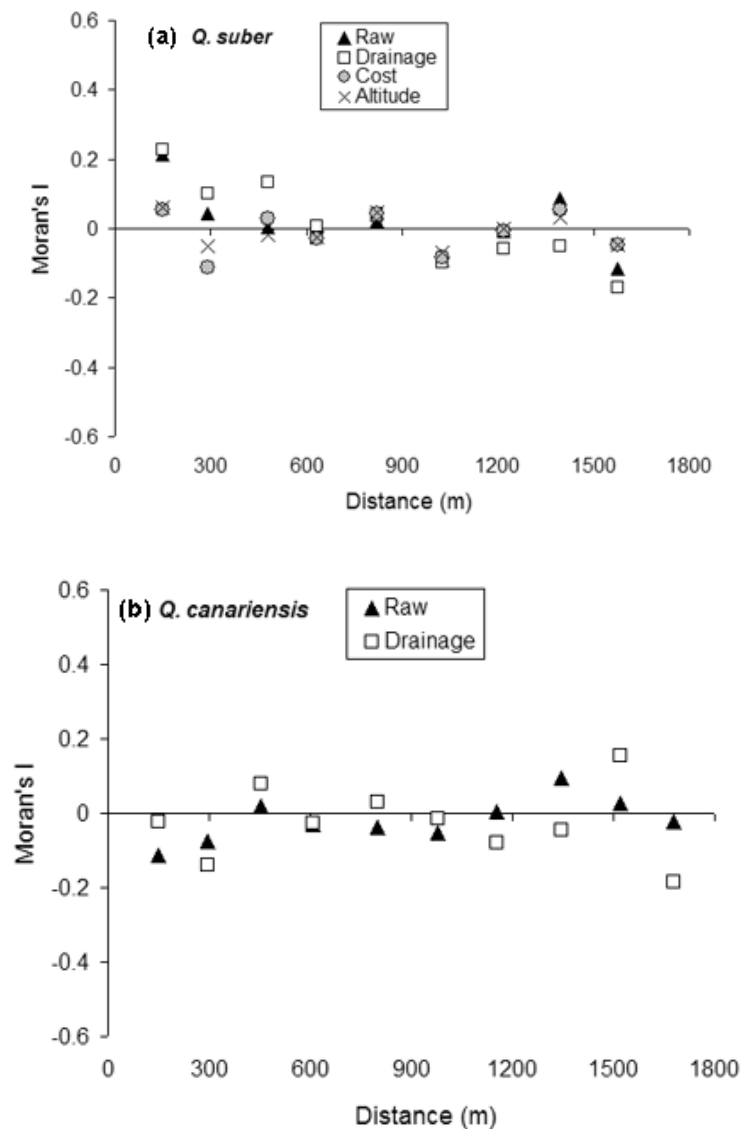 0.6
(a) Q. suber
Raw
Drainage
Cost
Altitude
0.4
0.2
0
-0.2
-0.4
-0.6
Moran's I
0 300 600 900 1200 1500 1800
Distance (m)
0.6
(b) Q. canariensis
Raw
Drainage
0.4
0.2
0
-0.2
-0.4
-0.6
Moran's I
0 300 600 900 1200 1500 1800
Distance (m)